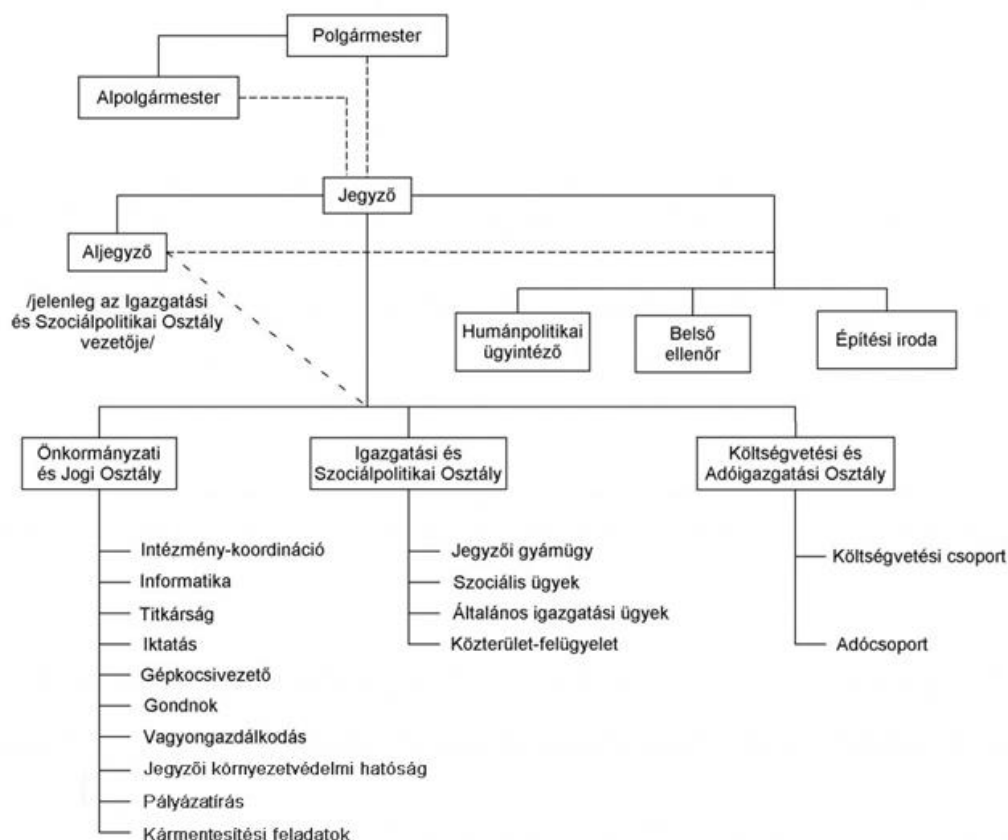 Polgármester
Alpolgármester
Jegyző
Aljegyző
/jelenleg az Igazgatási
és Szociálpolitikai Osztály
vezetője/
Humánpolitikai
ügyintéző
Belső
ellenőr
Építési iroda
Önkormányzati
és Jogi Osztály
Igazgatási és
Szociálpolitikai Osztály
Költségvetési és
Adóigazgatási Osztály
Intézmény-koordináció
Informatika
Titkárság
Iktatás
Gépkocsivezető
Gondnok
Vagyongazdálkodás
Jegyzői környezetvédelmi hatóság
Pályázatírás
Kármentesítési feladatok
Jegyzői gyámügy
Szociális ügyek
Általános igazgatási ügyek
Közterület-felügyelet
Költségvetési csoport
Adócsoport